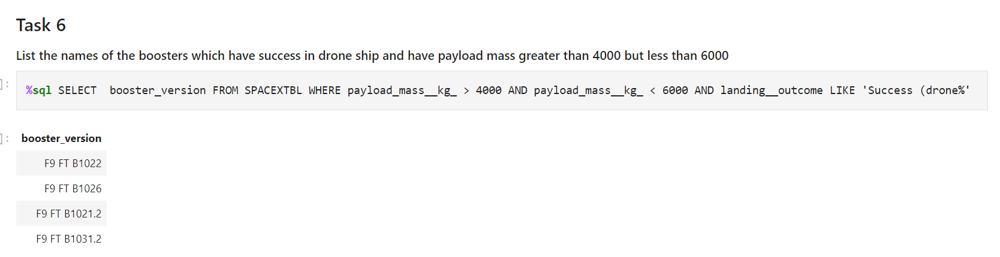 Task 6
List the names of the boosters which have success in drone ship and have payload mass greater than 4000 but less than 6000
]: %sql SELECT  booster_version FROM SPACEXTBL WHERE payload_mass__kg_ > 4000 AND payload_mass__kg_ < 6000 AND landing__outcome LIKE 'Success (drone%'
]: booster_version
F9 FT B1022
F9 FT B1026
F9 FT B1021.2
F9 FT B1031.2